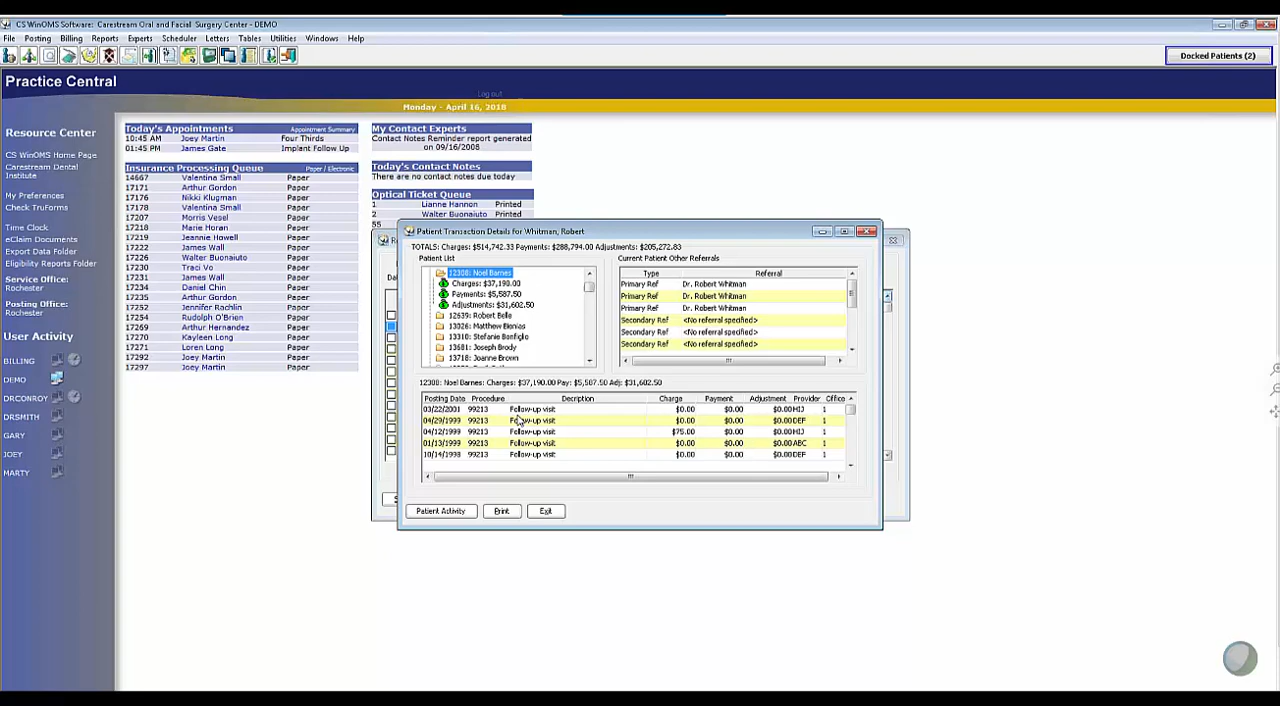 CS WinOMS Software: Carestream Oral and Facial Surgery Center - DEMO
File Posting Billing Reports Experts Scheduler Letters Tables Utilities Windows Help
Docked Patients (2)
Practice Central
Log out
Monday - April 16, 2018
Resource Center
CS WinOMS Home Page
Carestream Dental
Institute
My Preferences
Check TruForms
Time Clock
eClaim Documents
Export Data Folder
Eligibility Reports Folder
Service Office:
Rochester
Posting Office:
Rochester
User Activity
BILLING
DEMO
DRCONROY
DRSMITH
GARY
JOEY
MARTY
Today's Appointments Appointment Summary
10:45 AM Joey Martin Four Thirds
01:45 PM James Gate Implant Follow Up
Insurance Processing Queue Paper / Electronic
14667 Valentina Small Paper
17171 Arthur Gordon Paper
17176 Nikki Klugman Paper
17178 Valentina Small Paper
17207 Morris Vesel Paper
17218 Marie Horan Paper
17219 Jeannie Howell Paper
17222 James Wall Paper
17226 Walter Buonaiuto Paper
17230 Traci Vo Paper
17231 James Wall Paper
17234 Daniel Chin Paper
17235 Arthur Gordon Paper
17252 Jennifer Rachlin Paper
17254 Rudolph O'Brien Paper
17269 Arthur Hernandez Paper
17270 Kayleen Long Paper
17271 Loren Long Paper
17292 Joey Martin Paper
17297 Joey Martin Paper
My Contact Experts
Contact Notes Reminder report generated
on 09/16/2008
Today's Contact Notes
There are no contact notes due today
Optical Ticket Queue
1 Lianne Hannon Printed
2 Walter Buonaiuto Printed
55
Patient Transaction Details for Whitman, Robert
TOTALS: Charges: $514,742.33 Payments: $288,794.00 Adjustments: $205,272.83
Patient List
12308: Noel Barnes
Charges: $37,190.00
Payments: $5,587.50
Adjustments: $31,602.50
12639: Robert Belle
13026: Matthew Bionias
13310: Stefanie Bonfiglio
13681: Joseph Brody
13718: Joanne Brown
Current Patient Other Referrals
Type Referral
Primary Ref Dr. Robert Whitman
Primary Ref Dr. Robert Whitman
Primary Ref Dr. Robert Whitman
Secondary Ref <No referral specified>
Secondary Ref <No referral specified>
Secondary Ref <No referral specified>
12308: Noel Barnes: Charges: $37,190.00 Pay: $5,587.50 Adj: $31,602.50
Posting Date Procedure Decription Charge Payment Adjustment Provider Office
03/22/2001 99213 Follow-up visit $0.00 $0.00 $0.00 HIJ 1
04/29/1999 99213 Follow-up visit $0.00 $0.00 $0.00 DEF 1
04/12/1999 99213 Follow-up visit $75.00 $0.00 $0.00 HIJ 1
01/13/1999 99213 Follow-up visit $0.00 $0.00 $0.00 ABC 1
10/14/1998 99213 Follow-up visit $0.00 $0.00 $0.00 DEF 1
Patient Activity Print Exit